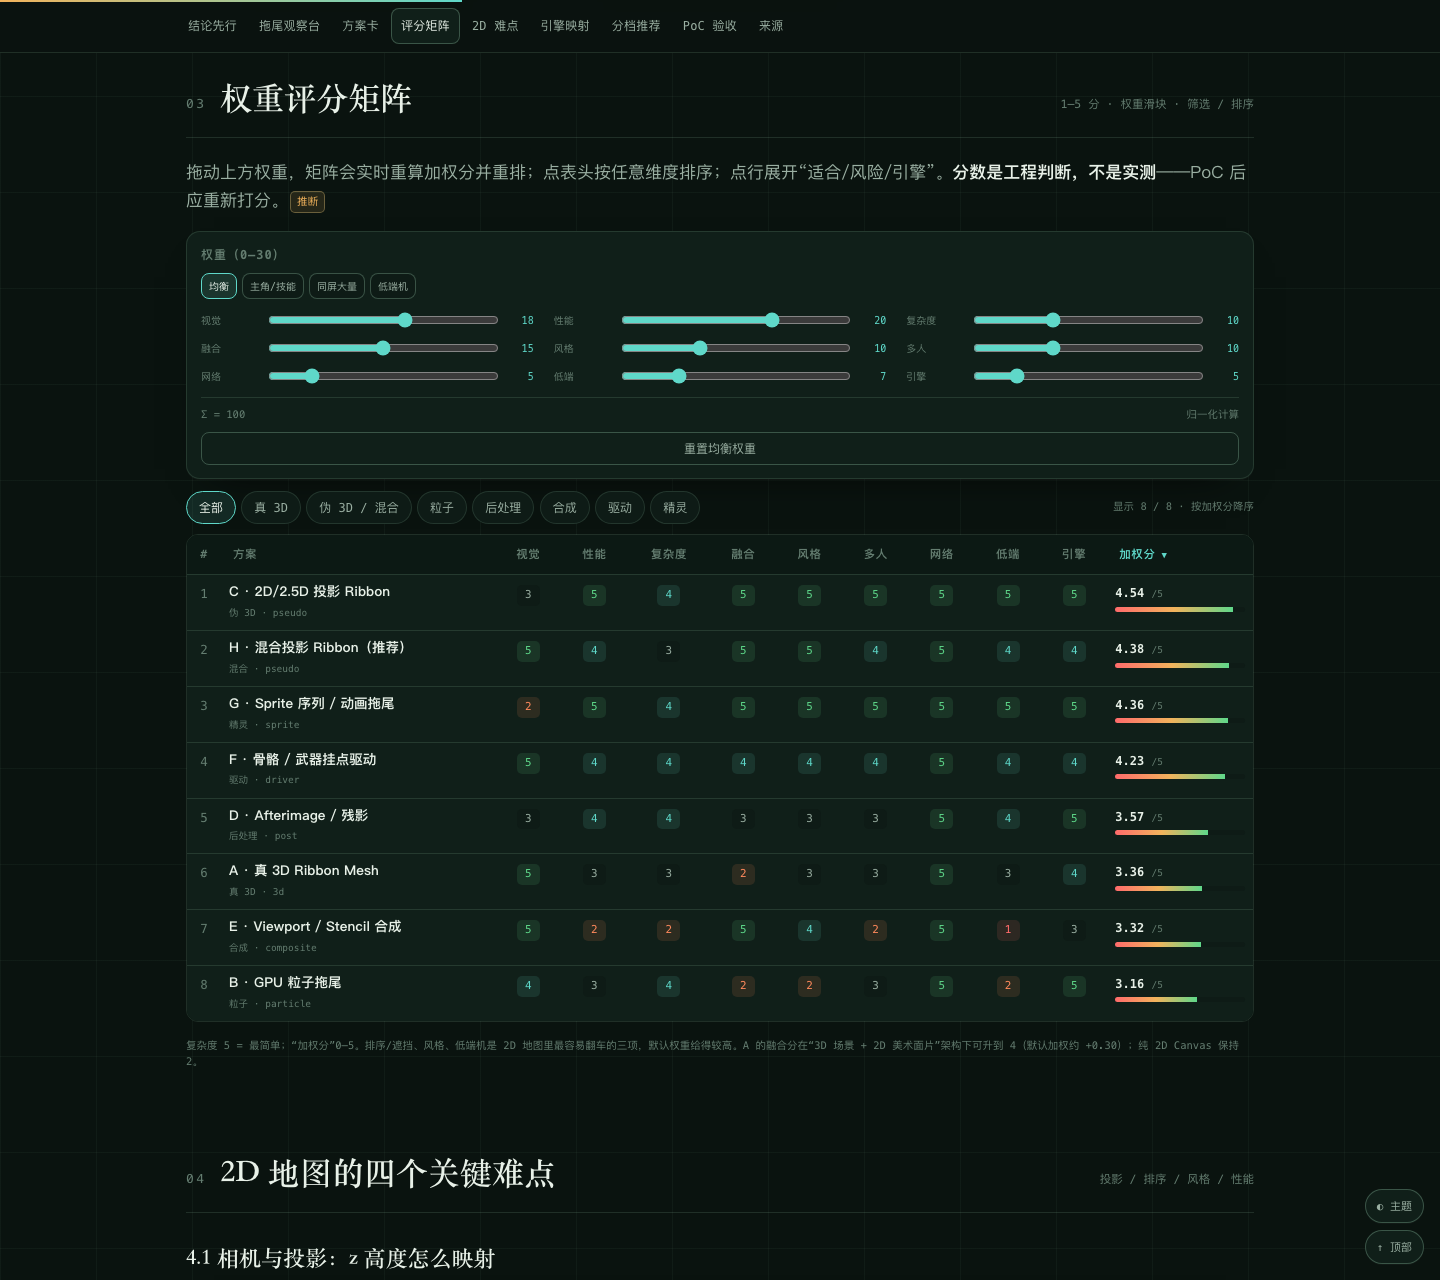 结论先行 拖尾观察台 方案卡 评分矩阵 2D 难点 引擎映射 分档推荐 PoC 验收 来源
03 权重评分矩阵 1—5 分 · 权重滑块 · 筛选 / 排序
拖动上方权重，矩阵会实时重算加权分并重排；点表头按任意维度排序；点行展开“适合/风险/引擎”。分数是工程判断，不是实测——PoC 后
应重新打分。 推断
权重 (0—30)
均衡 主角/技能 同屏大量 低端机
视觉 18 性能 20 复杂度 10
融合 15 风格 10 多人 10
网络 5 低端 7 引擎 5
Σ = 100 归一化计算
重置均衡权重
全部 真 3D 伪 3D / 混合 粒子 后处理 合成 驱动 精灵 显示 8 / 8 · 按加权分降序
# 方案 视觉 性能 复杂度 融合 风格 多人 网络 低端 引擎 加权分 ▼
1 C · 2D/2.5D 投影 Ribbon 3 5 4 5 5 5 5 5 5 4.54 /5
伪 3D · pseudo
2 H · 混合投影 Ribbon（推荐） 5 4 3 5 5 4 5 4 4 4.38 /5
混合 · pseudo
3 G · Sprite 序列 / 动画拖尾 2 5 4 5 5 5 5 5 5 4.36 /5
精灵 · sprite
4 F · 骨骼 / 武器挂点驱动 5 4 4 4 4 4 5 4 4 4.23 /5
驱动 · driver
5 D · Afterimage / 残影 3 4 4 3 3 3 5 4 5 3.57 /5
后处理 · post
6 A · 真 3D Ribbon Mesh 5 3 3 2 3 3 5 3 4 3.36 /5
真 3D · 3d
7 E · Viewport / Stencil 合成 5 2 2 5 4 2 5 1 3 3.32 /5
合成 · composite
8 B · GPU 粒子拖尾 4 3 4 2 2 3 5 2 5 3.16 /5
粒子 · particle
复杂度 5 = 最简单；“加权分”0—5。排序/遮挡、风格、低端机是 2D 地图里最容易翻车的三项，默认权重给得较高。A 的融合分在“3D 场景 + 2D 美术面片”架构下可升到 4（默认加权约 +0.30）；纯 2D Canvas 保持
2。
04 2D 地图的四个关键难点 投影 / 排序 / 风格 / 性能
4.1 相机与投影：z 高度怎么映射
◐ 主题
↑ 顶部